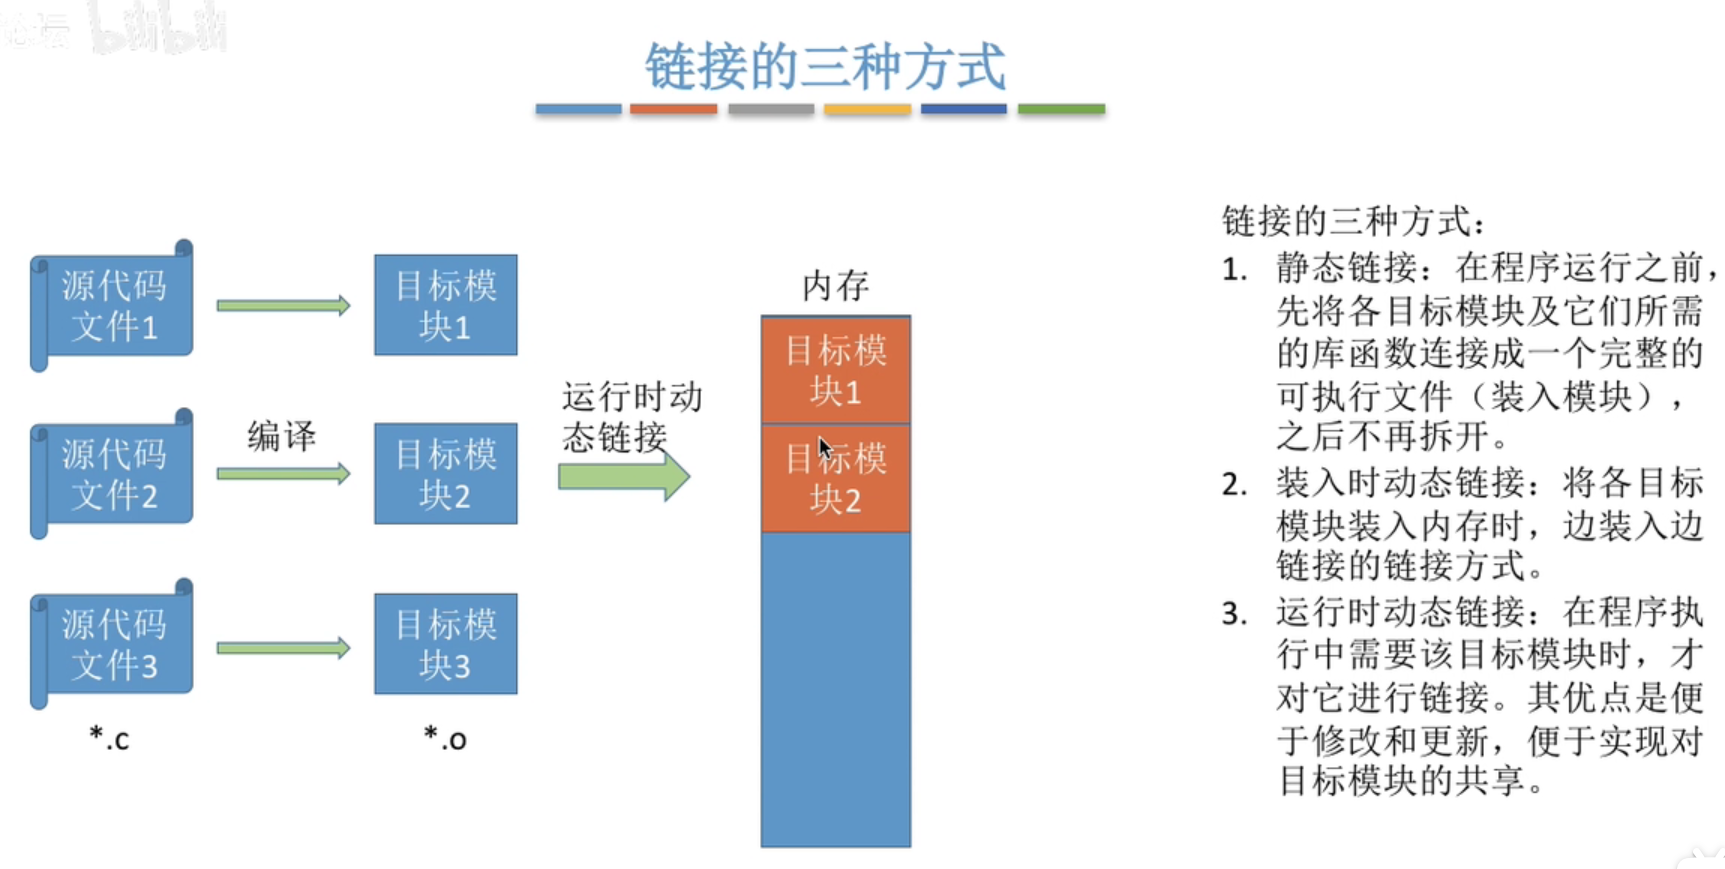 论坛 bilibili
链接的三种方式
源代码
文件1
目标模
块1
源代码
文件2
编译
目标模
块2
源代码
文件3
目标模
块3
*.c
*.o
运行时动
态链接
内存
目标模
块1
目标模
块2
链接的三种方式：
1. 静态链接：在程序运行之前，
先将各目标模块及它们所需
的库函数连接成一个完整的
可执行文件（装入模块），
之后不再拆开。
2. 装入时动态链接：将各目标
模块装入内存时，边装入边
链接的链接方式。
3. 运行时动态链接：在程序执
行中需要该目标模块时，才
对它进行链接。其优点是便
于修改和更新，便于实现对
目标模块的共享。